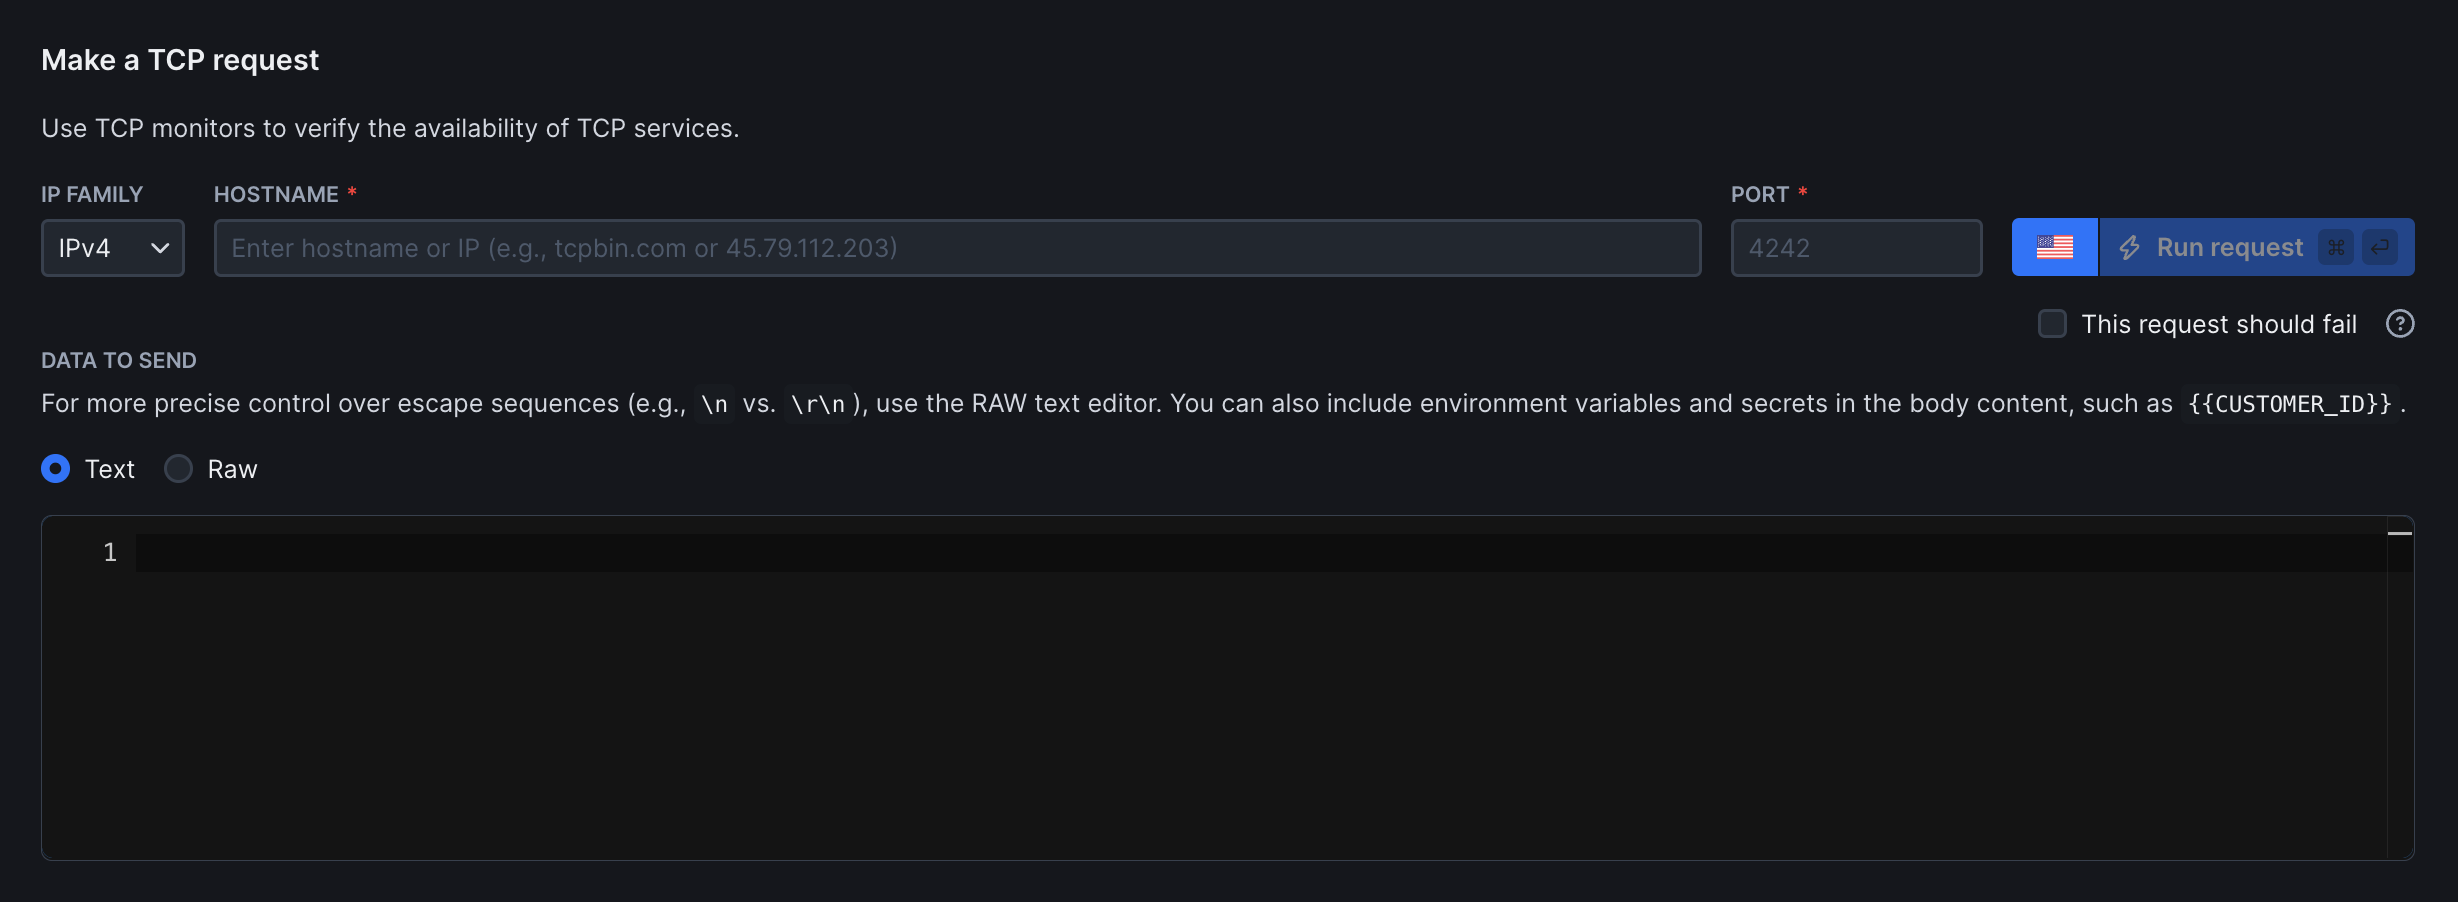 Make a TCP request
Use TCP monitors to verify the availability of TCP services.
IP FAMILY HOSTNAME * PORT *
IPv4 Enter hostname or IP (e.g., tcpbin.com or 45.79.112.203) 4242 Run request ⌘ ↵
This request should fail ?
DATA TO SEND
For more precise control over escape sequences (e.g., \n vs. \r\n), use the RAW text editor. You can also include environment variables and secrets in the body content, such as {{CUSTOMER_ID}}.
Text Raw
1